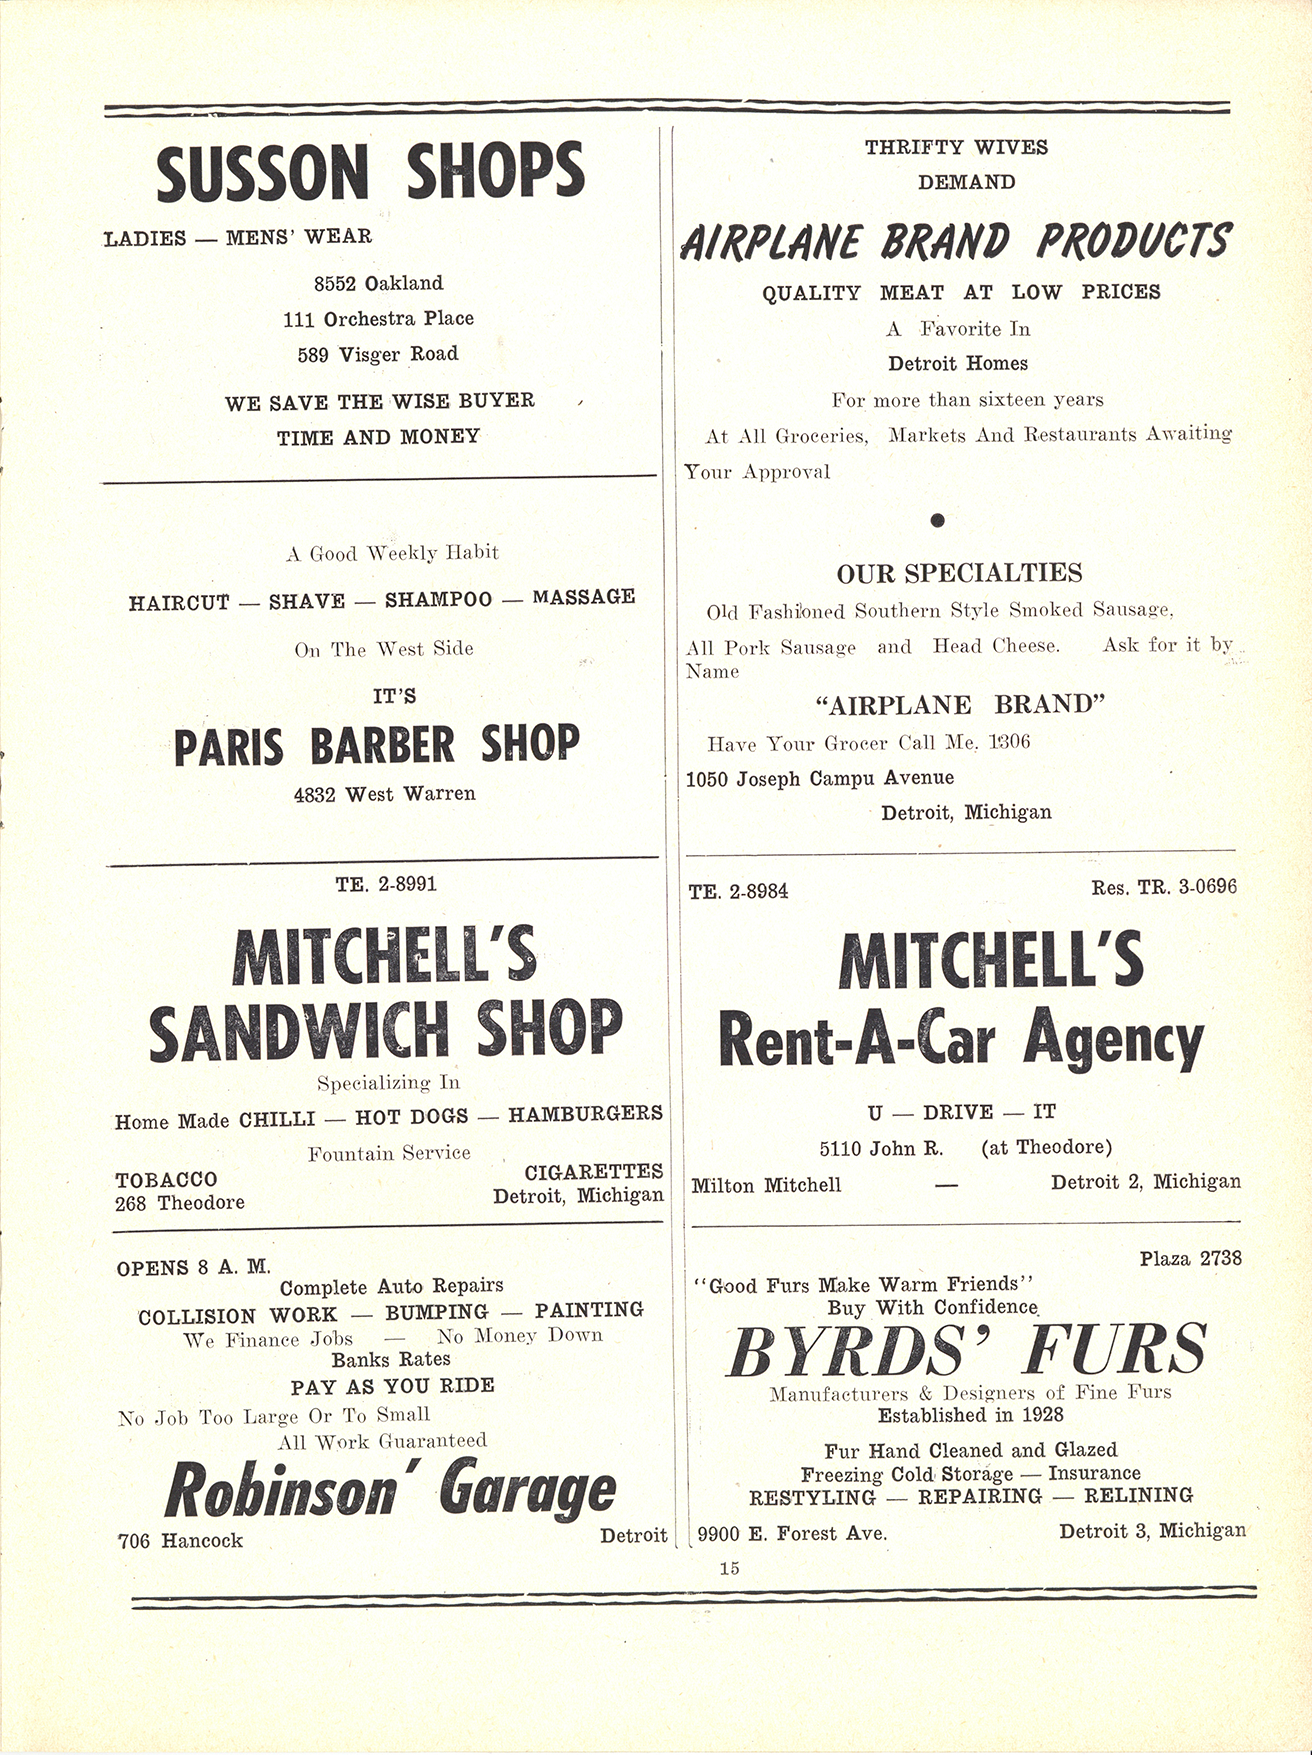 SUSSON SHOPS
LADIES — MENS' WEAR
8552 Oakland
111 Orchestra Place
589 Visger Road
WE SAVE THE WISE BUYER
TIME AND MONEY
A Good Weekly Habit
HAIRCUT — SHAVE — SHAMPOO — MASSAGE
On The West Side
IT'S
PARIS BARBER SHOP
4832 West Warren
TE. 2-8991
MITCHELL'S
SANDWICH SHOP
Specializing In
Home Made CHILLI — HOT DOGS — HAMBURGERS
Fountain Service
TOBACCO CIGARETTES
268 Theodore Detroit, Michigan
OPENS 8 A. M.
Complete Auto Repairs
COLLISION WORK — BUMPING — PAINTING
We Finance Jobs — No Money Down
Banks Rates
PAY AS YOU RIDE
No Job Too Large Or To Small
All Work Guaranteed
Robinson' Garage
706 Hancock Detroit
THRIFTY WIVES
DEMAND
AIRPLANE BRAND PRODUCTS
QUALITY MEAT AT LOW PRICES
A Favorite In
Detroit Homes
For more than sixteen years
At All Groceries, Markets And Restaurants Awaiting
Your Approval
OUR SPECIALTIES
Old Fashioned Southern Style Smoked Sausage,
All Pork Sausage and Head Cheese. Ask for it by
Name
"AIRPLANE BRAND"
Have Your Grocer Call Me. 1306
1050 Joseph Campu Avenue
Detroit, Michigan
TE. 2-8984 Res. TR. 3-0696
MITCHELL'S
Rent-A-Car Agency
U — DRIVE — IT
5110 John R. (at Theodore)
Milton Mitchell — Detroit 2, Michigan
Plaza 2738
"Good Furs Make Warm Friends"
Buy With Confidence
BYRDS' FURS
Manufacturers & Designers of Fine Furs
Established in 1928
Fur Hand Cleaned and Glazed
Freezing Cold Storage — Insurance
RESTYLING — REPAIRING — RELINING
9900 E. Forest Ave. Detroit 3, Michigan
15